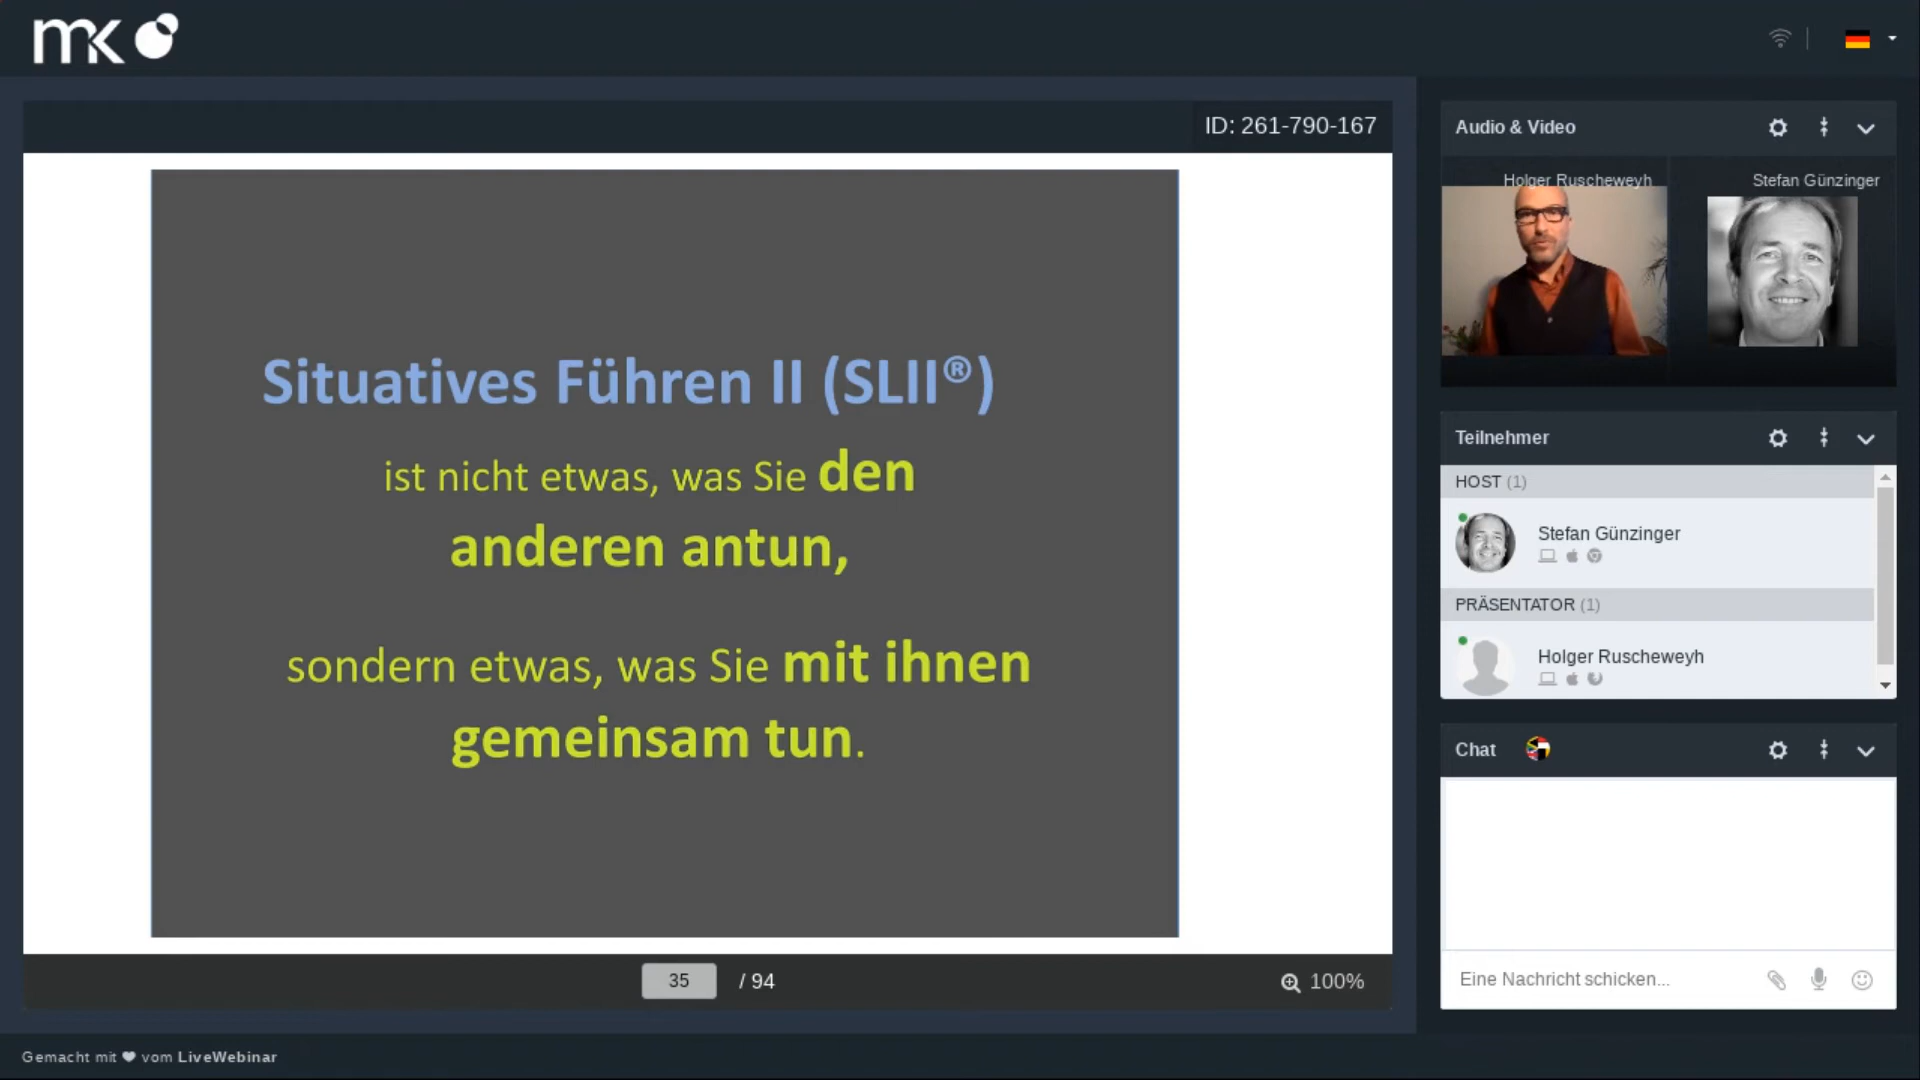 mk
ID: 261-790-167
Situatives Führen II (SLII®)
ist nicht etwas, was Sie den
anderen antun,
sondern etwas, was Sie mit ihnen
gemeinsam tun.
35 / 94
100%
Audio & Video
Holger Ruscheweyh
Stefan Günzinger
Teilnehmer
HOST (1)
Stefan Günzinger
PRÄSENTATOR (1)
Holger Ruscheweyh
Chat
Eine Nachricht schicken...
Gemacht mit ❤ vom LiveWebinar